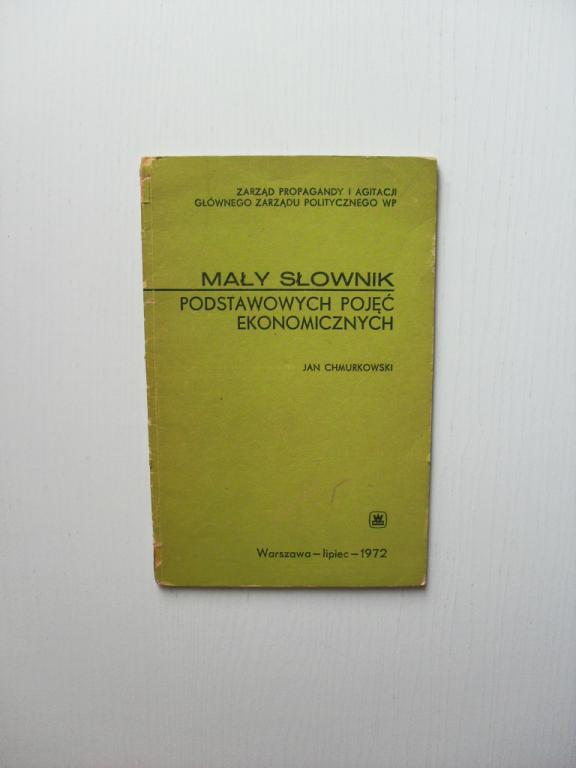 ZARZĄD PROPAGANDY I AGITACJI
GŁÓWNEGO ZARZĄDU POLITYCZNEGO WP
MAŁY SŁOWNIK
PODSTAWOWYCH POJĘĆ
EKONOMICZNYCH
JAN CHMURKOWSKI
Warszawa—lipiec—1972